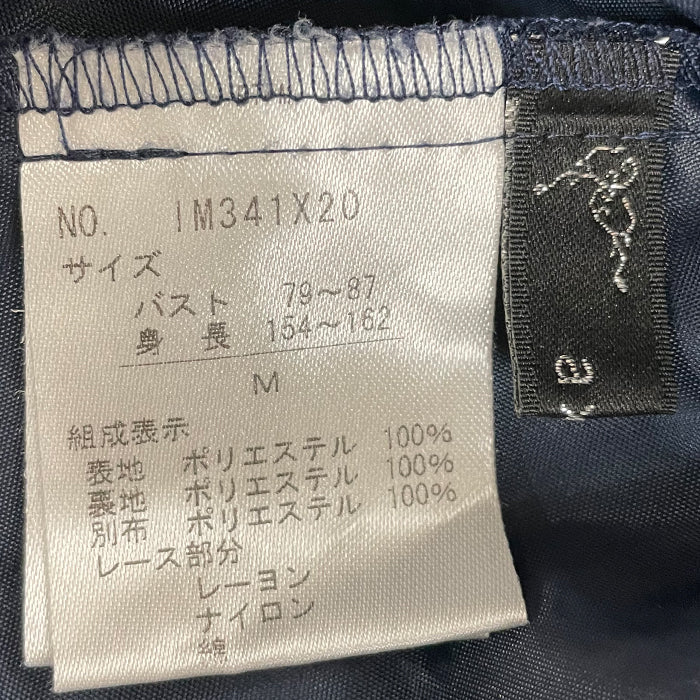 NO. IM341X20
サイズ
バスト 79～87
身長 154～162
M
組成表示
表地 ポリエステル 100%
裏地 ポリエステル 100%
別布 ポリエステル 100%
レース部分
レーヨン
ナイロン
綿
a